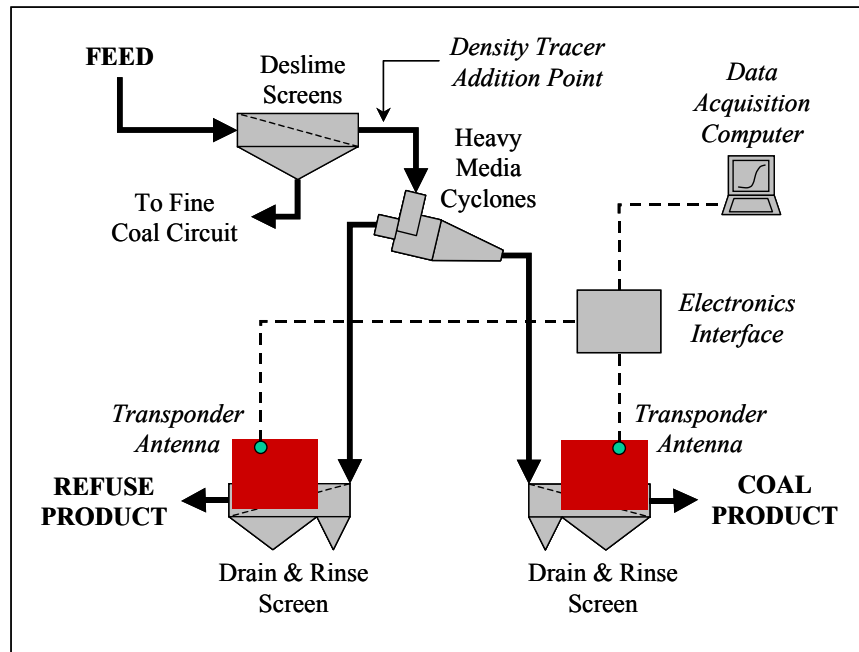 FEED
Deslime
Screens
Density Tracer
Addition Point
Data
Acquisition
Computer
Heavy
Media
Cyclones
To Fine
Coal Circuit
Electronics
Interface
Transponder
Antenna
Transponder
Antenna
REFUSE
PRODUCT
COAL
PRODUCT
Drain & Rinse
Screen
Drain & Rinse
Screen